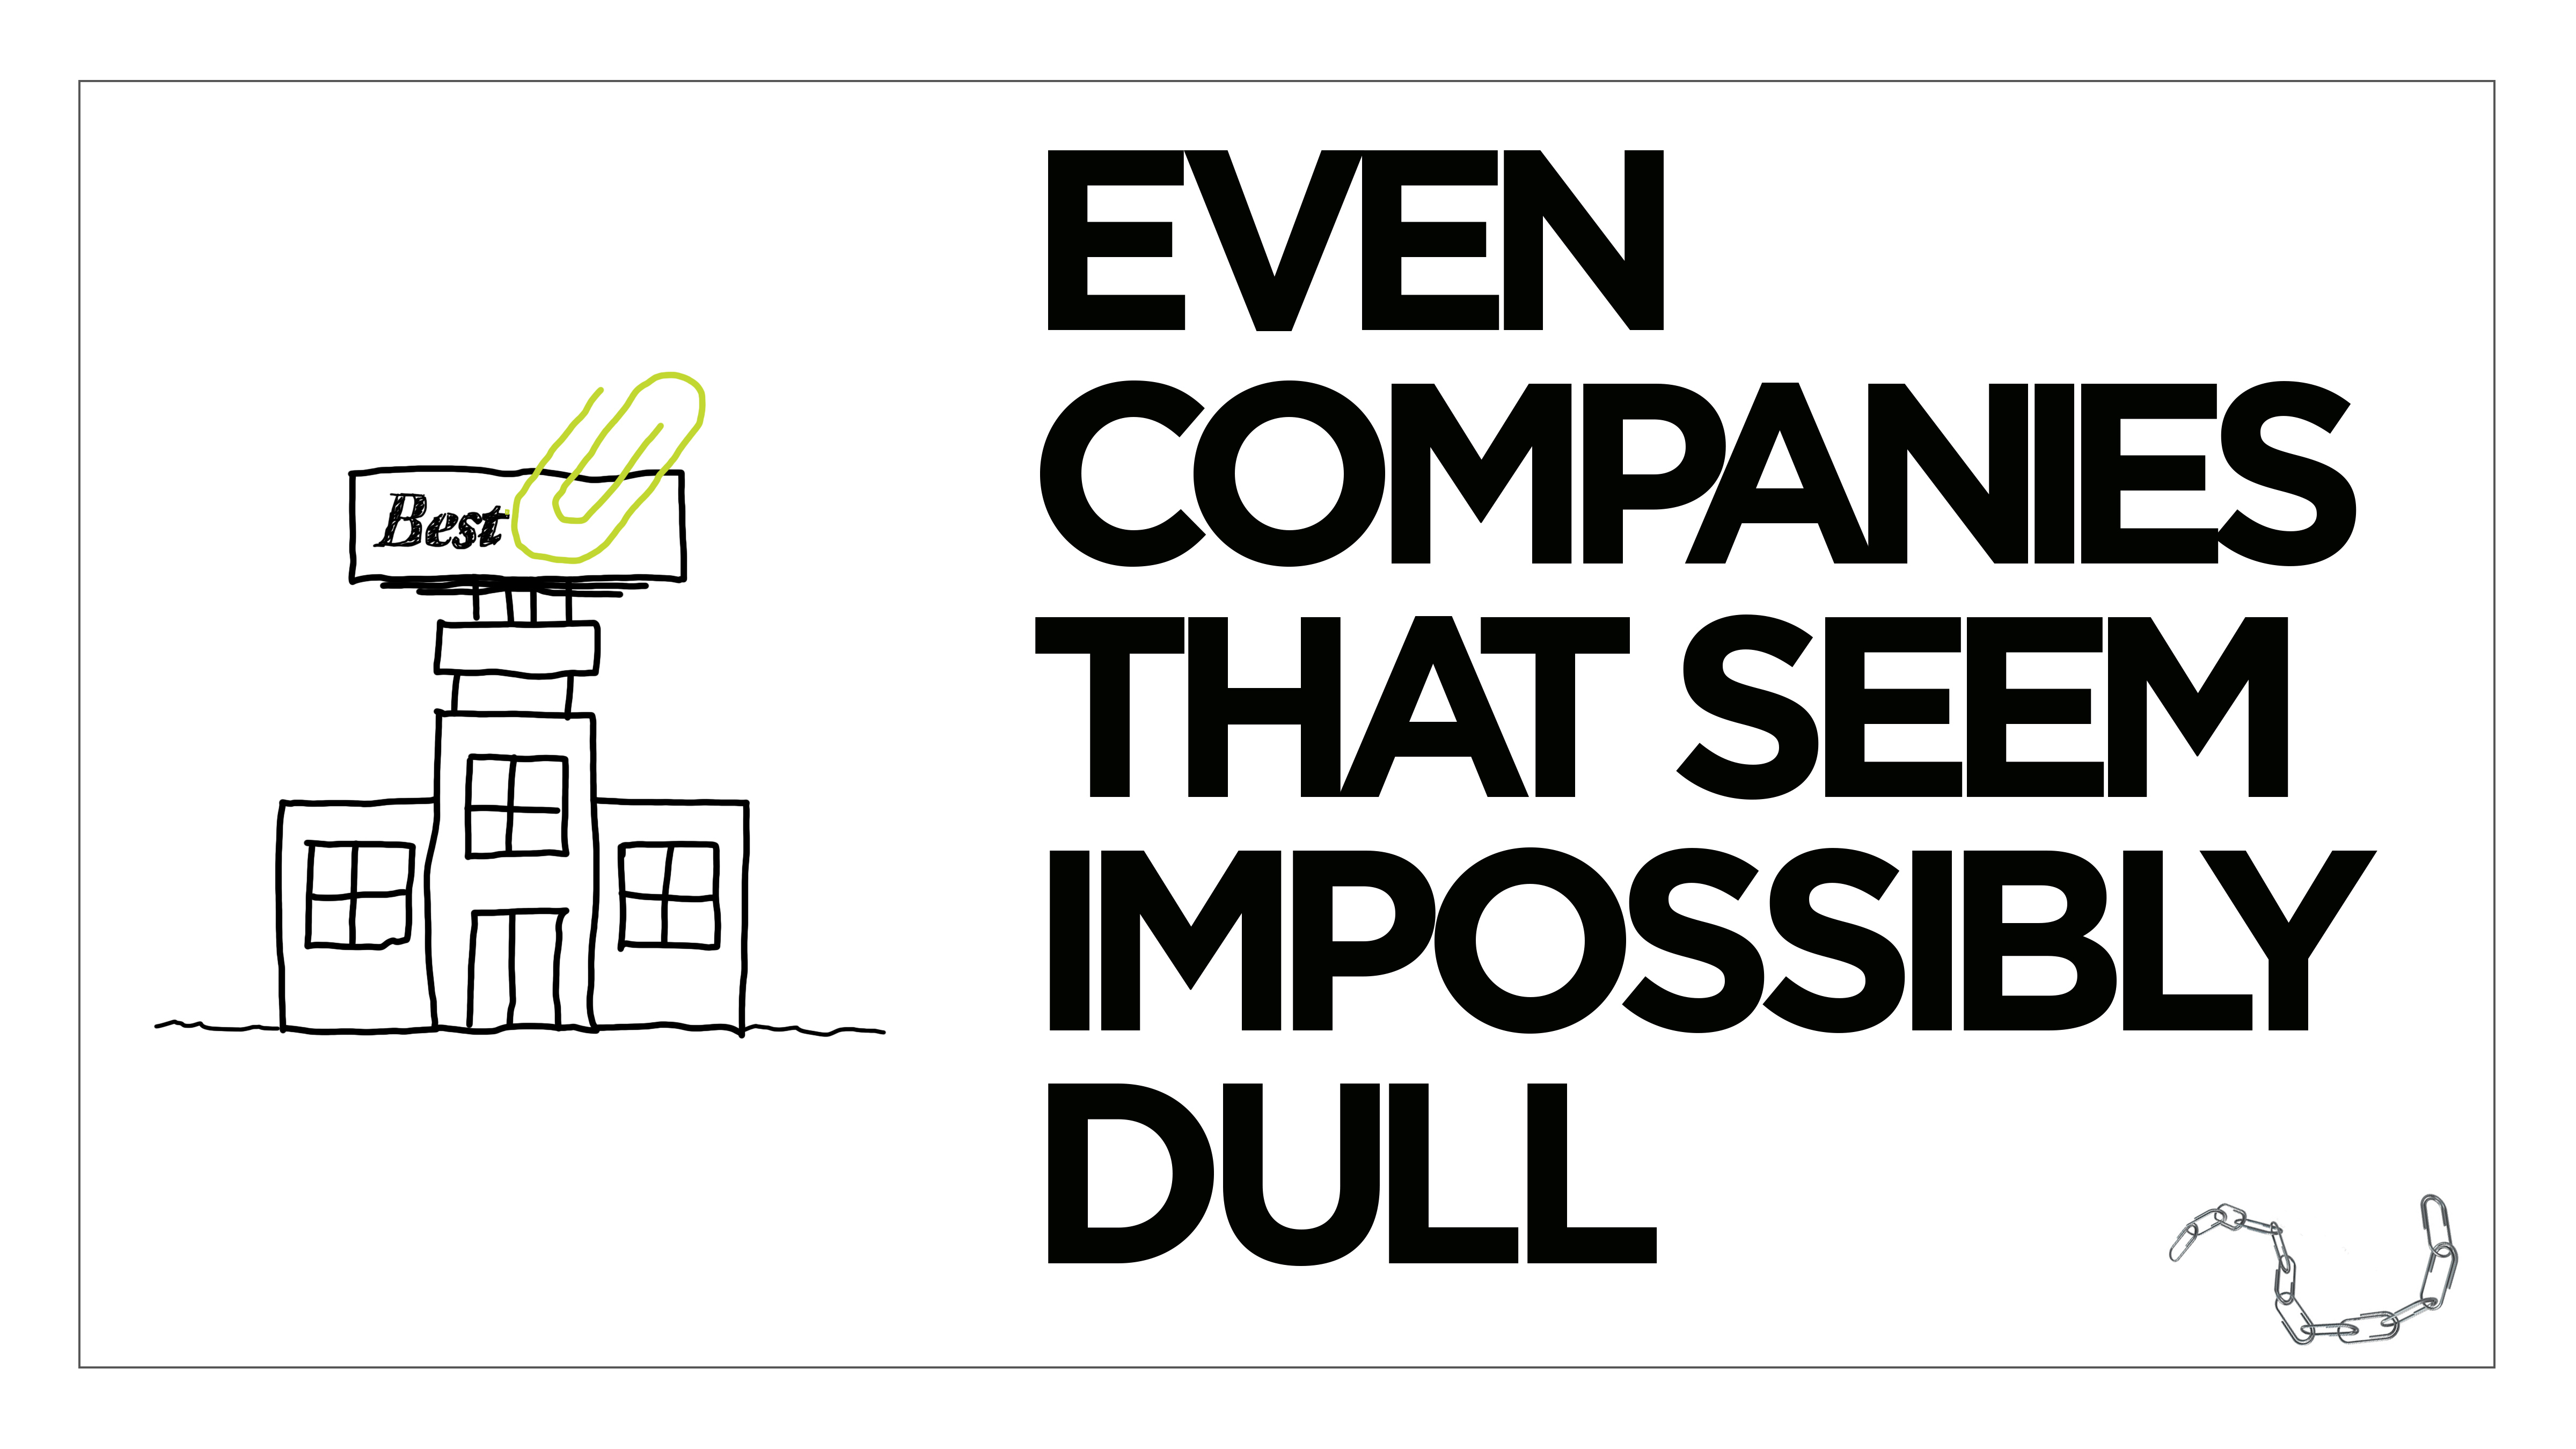 Best
EVEN
COMPANIES
THAT SEEM
IMPOSSIBLY
DULL